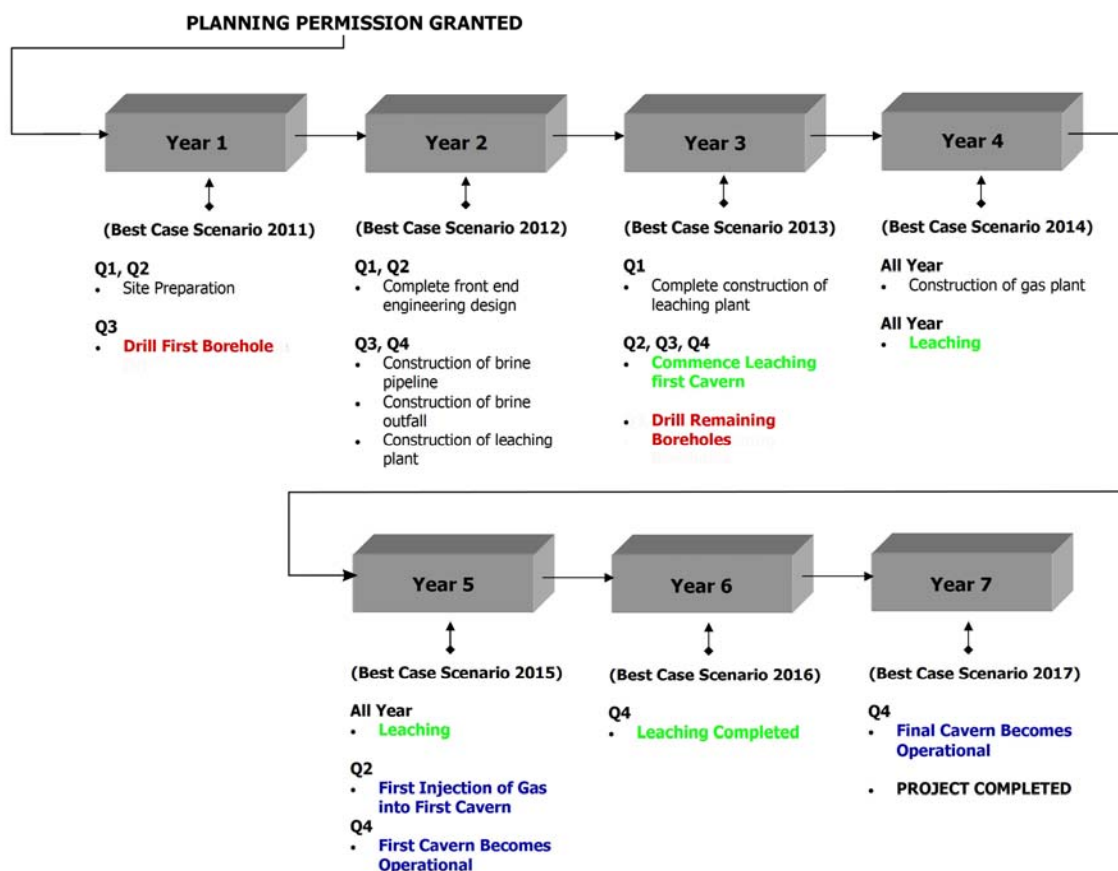 PLANNING PERMISSION GRANTED
Year 1
Year 2
Year 3
Year 4
(Best Case Scenario 2011)
Q1, Q2
• Site Preparation
Q3
• Drill First Borehole
(Best Case Scenario 2012)
Q1, Q2
• Complete front end
engineering design
Q3, Q4
• Construction of brine
pipeline
• Construction of brine
outfall
• Construction of leaching
plant
(Best Case Scenario 2013)
Q1
• Complete construction of
leaching plant
Q2, Q3, Q4
• Commence Leaching
first Cavern
• Drill Remaining
Boreholes
(Best Case Scenario 2014)
All Year
• Construction of gas plant
All Year
• Leaching
Year 5
Year 6
Year 7
(Best Case Scenario 2015)
All Year
• Leaching
Q2
• First Injection of Gas
into First Cavern
Q4
• First Cavern Becomes
Operational
(Best Case Scenario 2016)
Q4
• Leaching Completed
(Best Case Scenario 2017)
Q4
• Final Cavern Becomes
Operational
• PROJECT COMPLETED